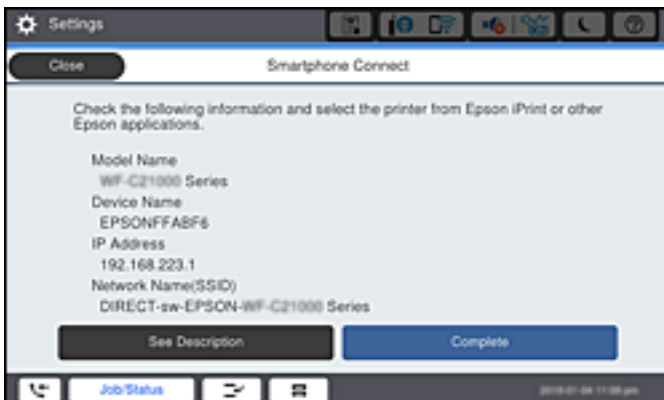 Settings
Close
Smartphone Connect
Check the following information and select the printer from Epson iPrint or other
Epson applications.
Model Name
WF-C21000 Series
Device Name
EPSONFFABF6
IP Address
192.168.223.1
Network Name(SSID)
DIRECT-sw-EPSON-WF-C21000 Series
See Description
Complete
Job/Status